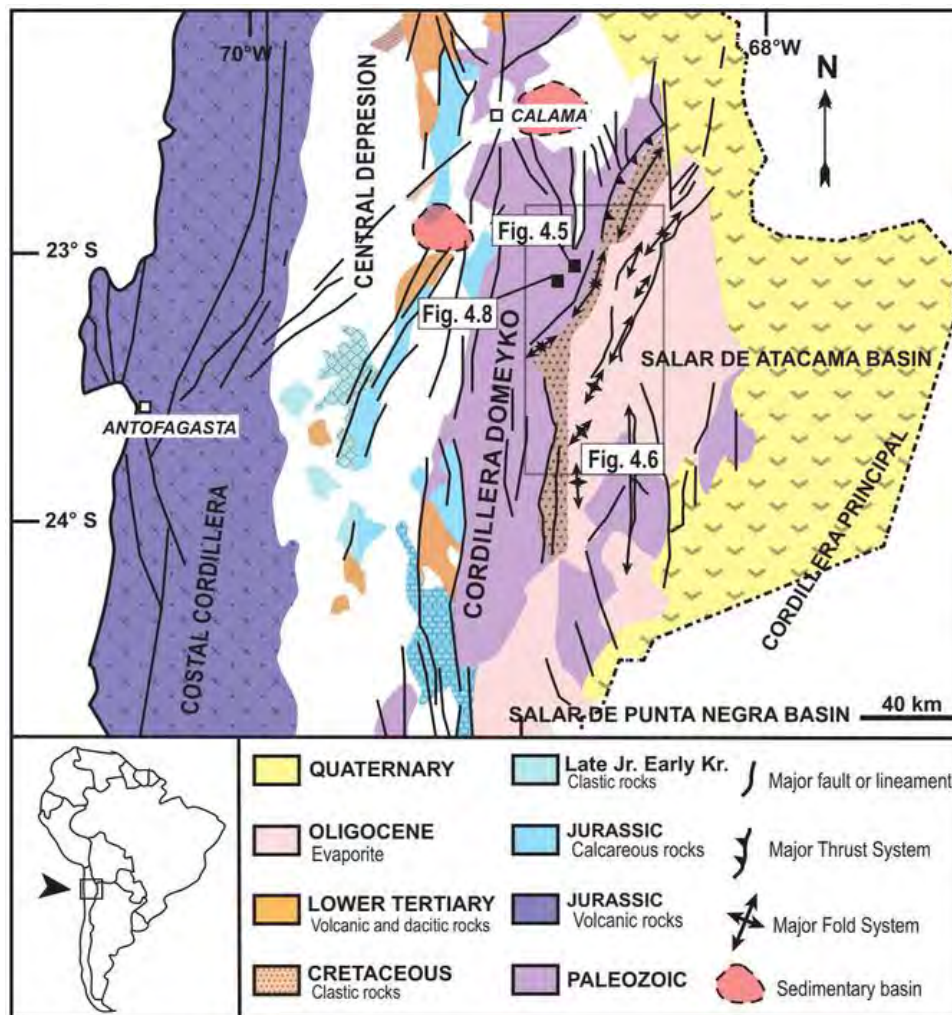 70°W
68°W
N
CALAMA
CENTRAL DEPRESION
23° S
Fig. 4.5
Fig. 4.8
SALAR DE ATACAMA BASIN
ANTOFAGASTA
CORDILLERA DOMEYKO
Fig. 4.6
24° S
COSTAL CORDILLERA
CORDILLERA PRINCIPAL
SALAR DE PUNTA NEGRA BASIN
40 km
QUATERNARY
OLIGOCENE
Evaporite
LOWER TERTIARY
Volcanic and dacitic rocks
CRETACEOUS
Clastic rocks
Late Jr. Early Kr.
Clastic rocks
JURASSIC
Calcareous rocks
JURASSIC
Volcanic rocks
PALEOZOIC
Major fault or lineament
Major Thrust System
Major Fold System
Sedimentary basin